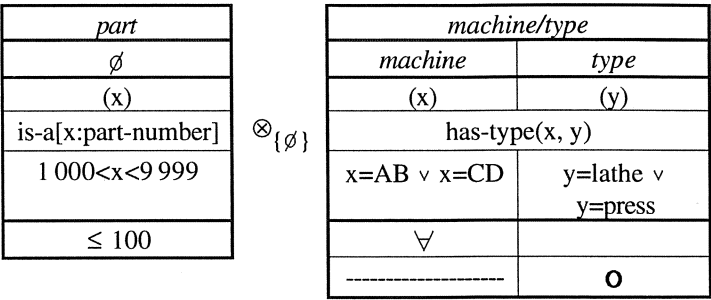 part
∅
(x)
is-a[x:part-number]
1 000<x<9 999
≤ 100
⊗{∅}
machine/type
machine type
(x) (y)
has-type(x, y)
x=AB ∨ x=CD y=lathe ∨
y=press
∀
-------------------- O